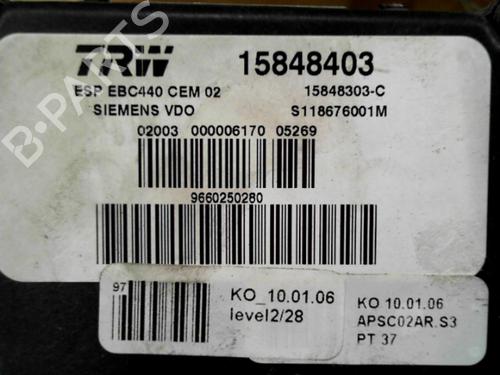 TRW 15848403
ESP EBC440 CEM 02 15848303-C
SIEMENS VDO S118676001M
02003 000006170 05269
9660250280
97
KO_10.01.06
level2/28
KO 10.01.06
APSC02AR.S3
PT 37
B-PARTS